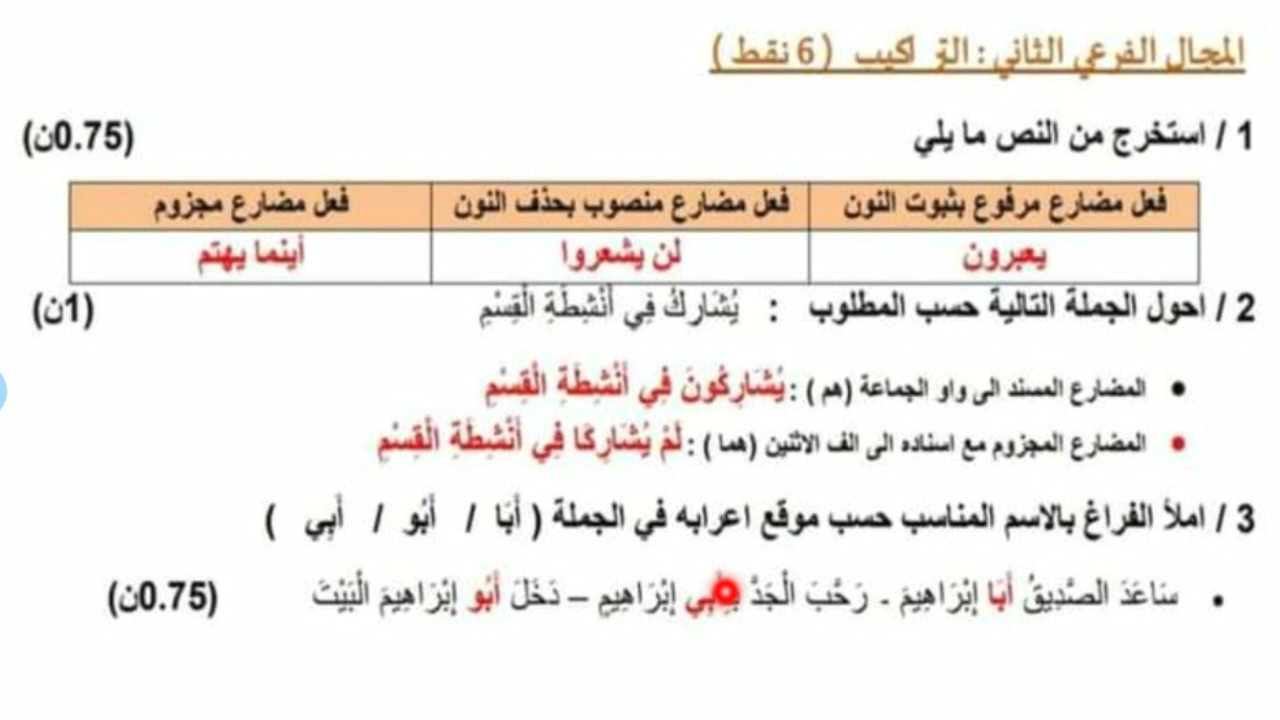 المجال الفرعي الثاني : التراكيب ( 6 نقط )
1 / استخرج من النص ما يلي (0.75ن)
فعل مضارع مرفوع بثبوت النون فعل مضارع منصوب بحذف النون فعل مضارع مجزوم
يعبرون لن يشعروا أينما يهتم
2 / احول الجملة التالية حسب المطلوب : يُشَارِكُ فِي أَنْشِطَةِ الْقِسْمِ (1ن)
• المضارع المسند الى واو الجماعة (هم ) : يُشَارِكُونَ فِي أَنْشِطَةِ الْقِسْمِ
• المضارع المجزوم مع اسناده الى الف الاثنين (هما ) : لَمْ يُشَارِكَا فِي أَنْشِطَةِ الْقِسْمِ
3 / املأ الفراغ بالاسم المناسب حسب موقع اعرابه في الجملة ( أَبَا / أَبُو / أَبِي )
• سَاعَدَ الصَّدِيقُ أَبَا إِبْرَاهِيمَ . رَحَّبَ الْجَدُّ بِأَبِي إِبْرَاهِيمِ – دَخَلَ أَبُو إِبْرَاهِيمَ الْبَيْتَ (0.75ن)